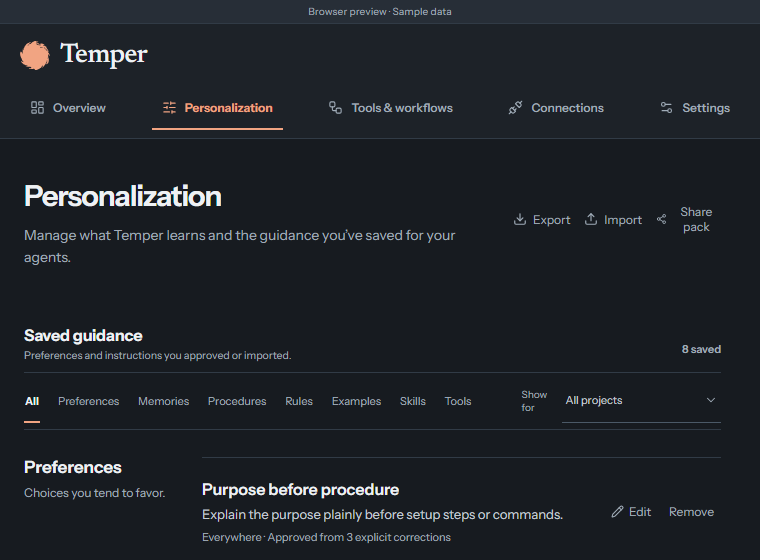 Browser preview · Sample data
Temper
Overview
Personalization
Tools & workflows
Connections
Settings
Personalization
Manage what Temper learns and the guidance you've saved for your
agents.
Export
Import
Share
pack
Saved guidance
Preferences and instructions you approved or imported.
8 saved
All
Preferences
Memories
Procedures
Rules
Examples
Skills
Tools
Show
for
All projects
Preferences
Choices you tend to favor.
Purpose before procedure
Explain the purpose plainly before setup steps or commands.
Everywhere · Approved from 3 explicit corrections
Edit
Remove